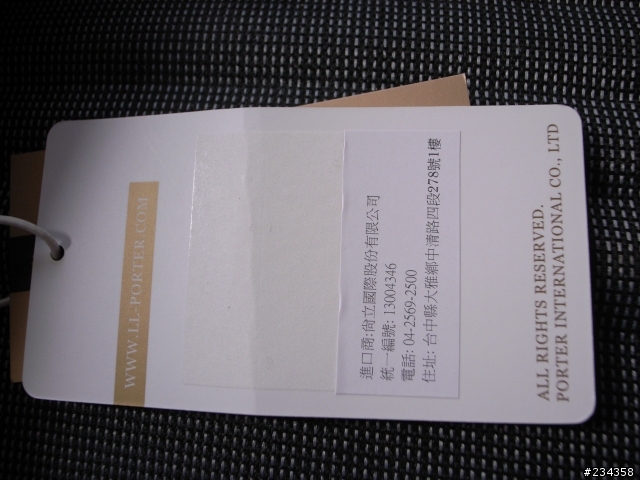 WWW.LL-PORTER.COM
進口商:尙立國際股份有限公司
統一編號: 13004346
電話: 04-2569-2500
住址: 台中縣大雅鄉中清路四段278號1樓
ALL RIGHTS RESERVED.
PORTER INTERNATIONAL CO., LTD
#234358